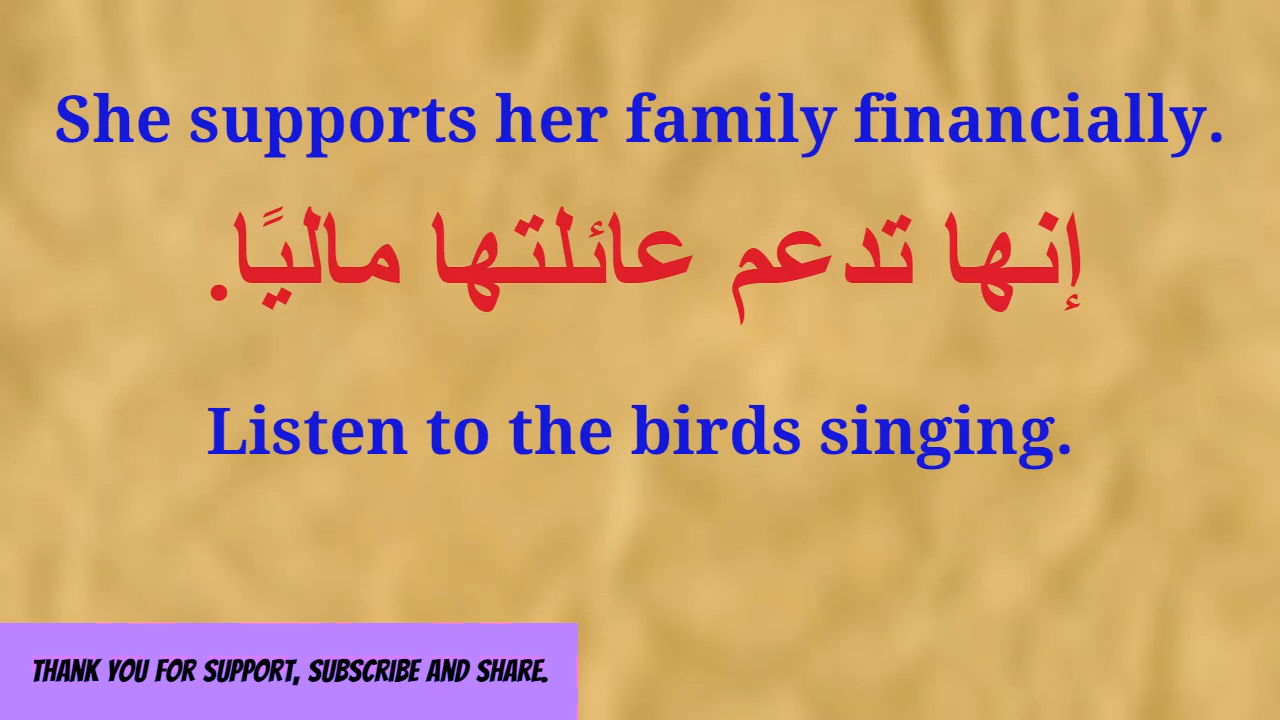 She supports her family financially.
إنها تدعم عائلتها ماليًا.
Listen to the birds singing.
THANK YOU FOR SUPPORT, SUBSCRIBE AND SHARE.